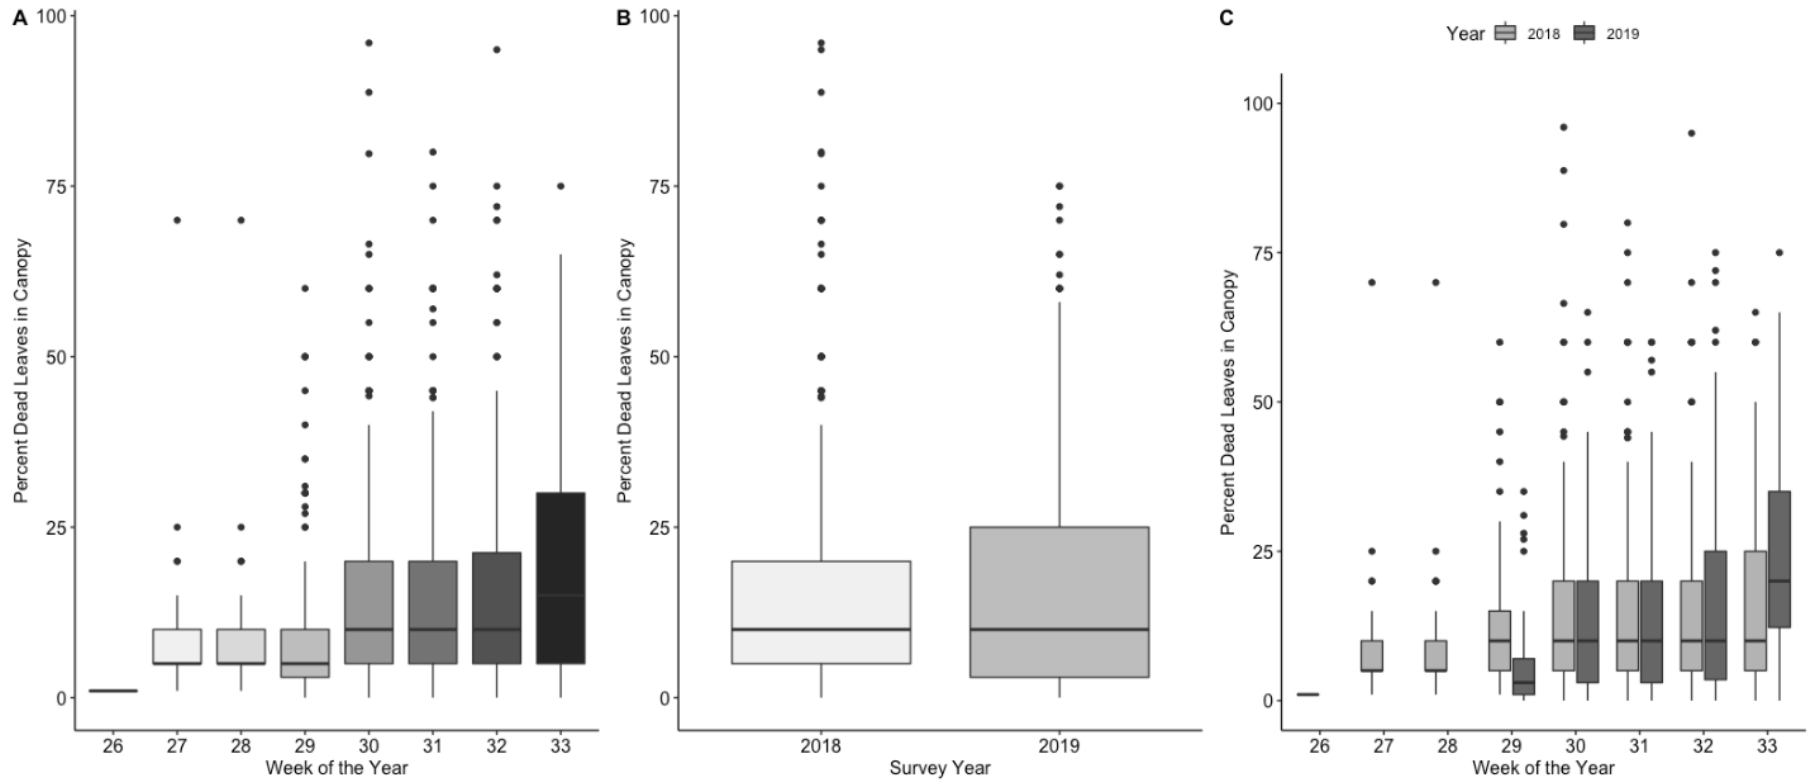 A
100
75
50
25
0
Percent Dead Leaves in Canopy
26 27 28 29 30 31 32 33
Week of the Year
B
100
75
50
25
0
Percent Dead Leaves in Canopy
2018 2019
Survey Year
C
Year 2018 2019
100
75
50
25
0
Percent Dead Leaves in Canopy
26 27 28 29 30 31 32 33
Week of the Year